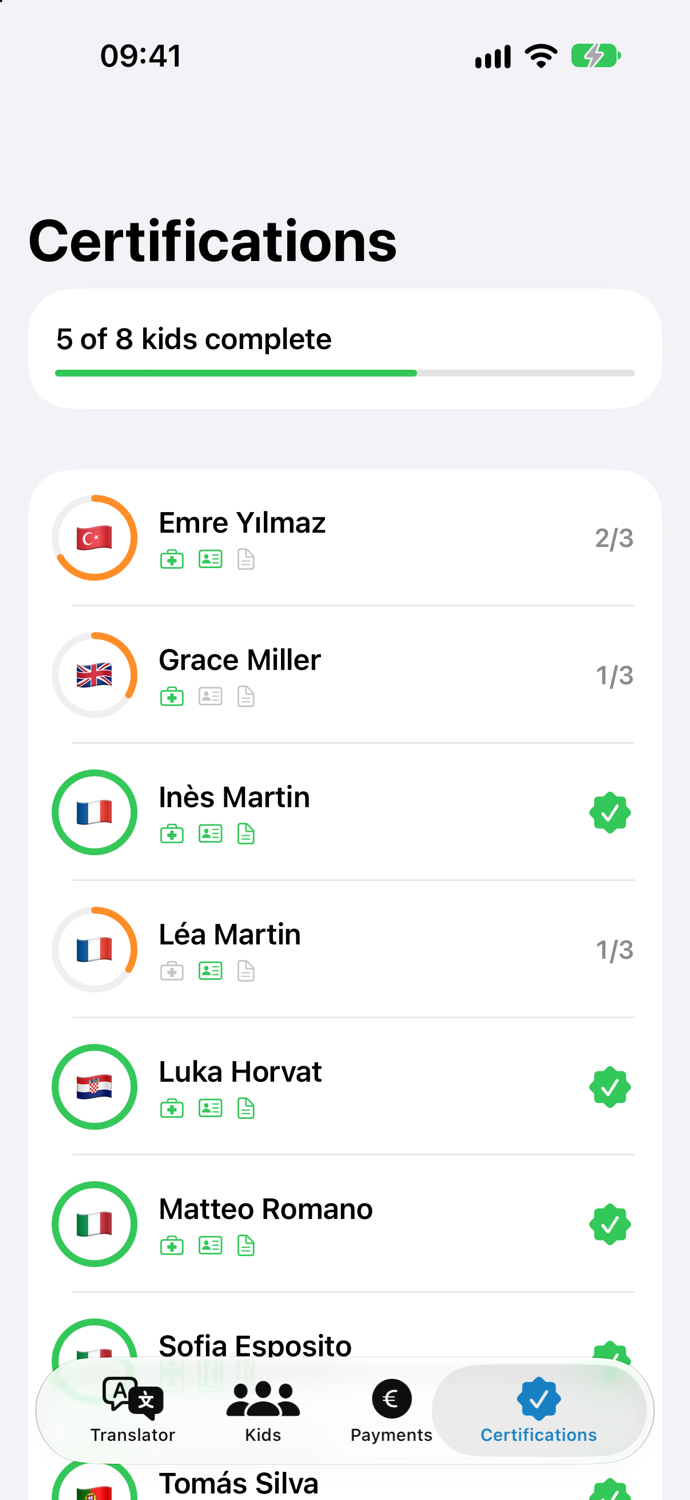 09:41
Certifications
5 of 8 kids complete
Emre Yılmaz
2/3
Grace Miller
1/3
Inès Martin
Léa Martin
1/3
Luka Horvat
Matteo Romano
Sofia Esposito
A 文
€
Translator
Kids
Payments
Certifications
Tomás Silva